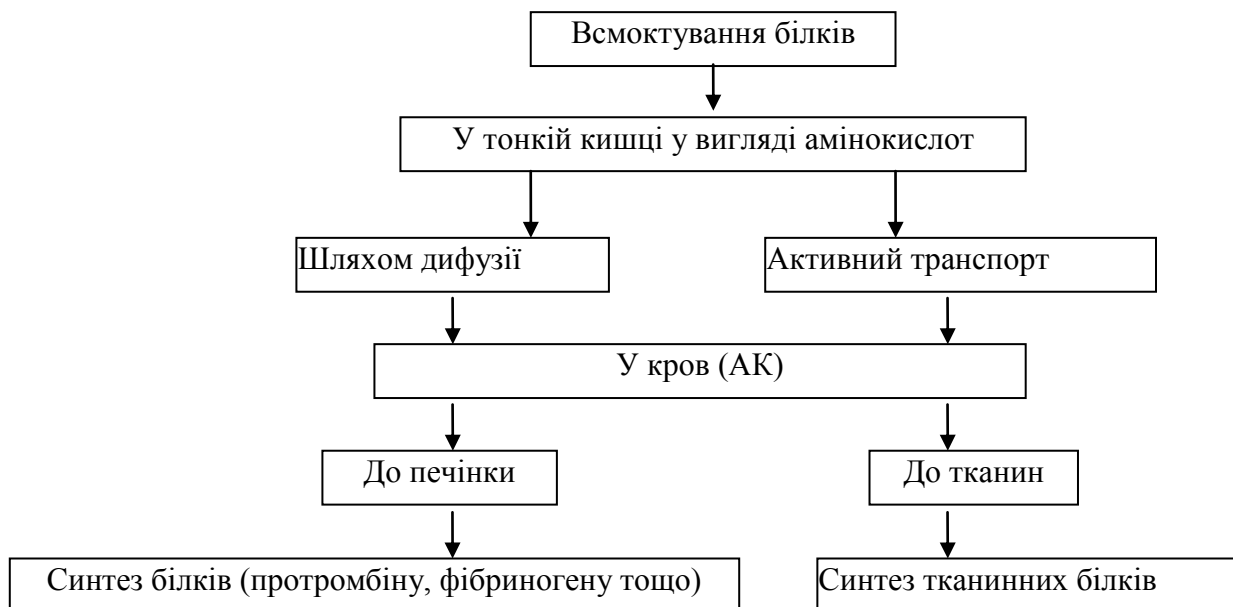 Всмоктування білків
У тонкій кишці у вигляді амінокислот
Шляхом дифузії
Активний транспорт
У кров (АК)
До печінки
До тканин
Синтез білків (протромбіну, фібриногену тощо)
Синтез тканинних білків